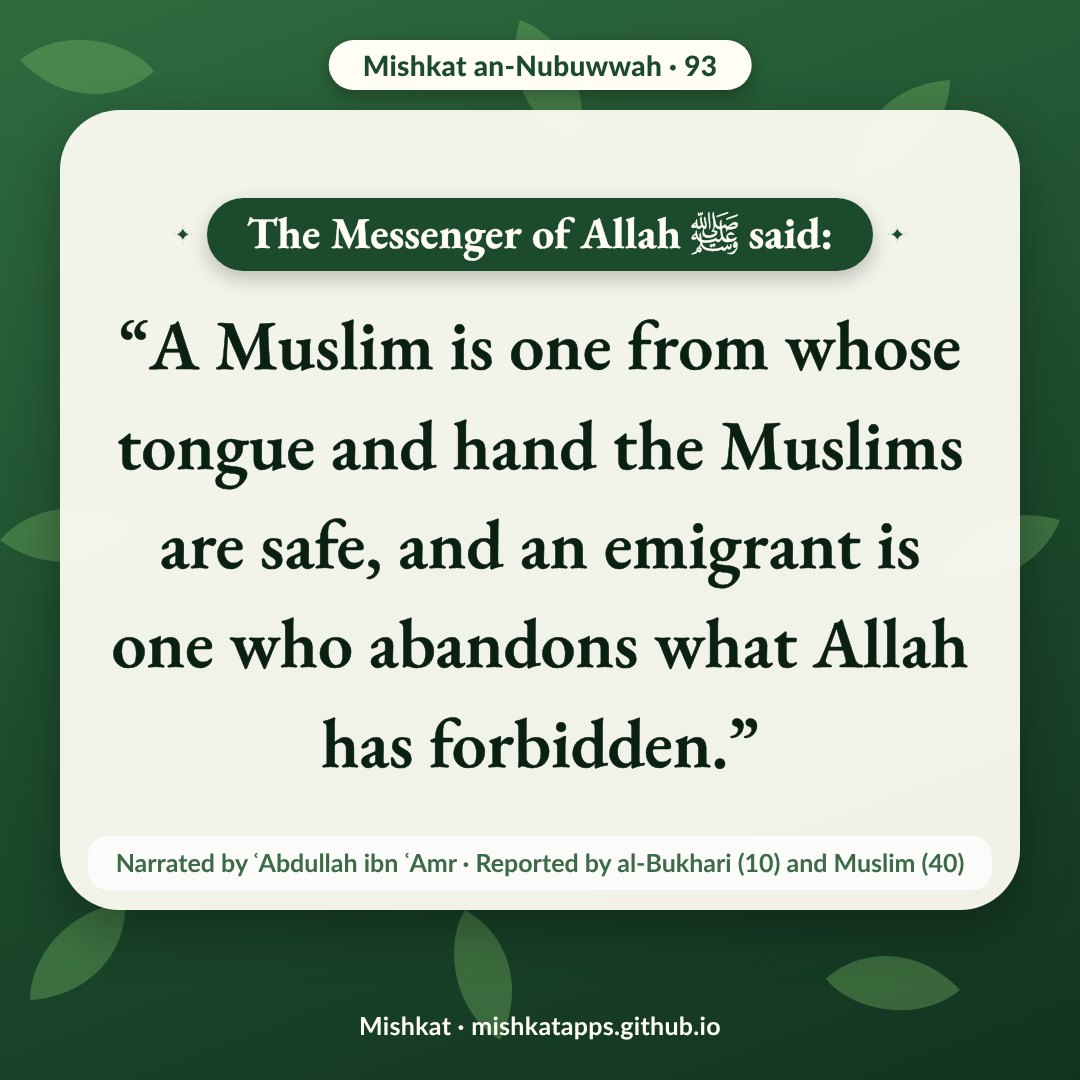 Mishkat an-Nubuwwah · 93
The Messenger of Allah ﷺ said:
“A Muslim is one from whose
tongue and hand the Muslims
are safe, and an emigrant is
one who abandons what Allah
has forbidden.”
Narrated by ʿAbdullah ibn ʿAmr · Reported by al-Bukhari (10) and Muslim (40)
Mishkat · mishkatapps.github.io